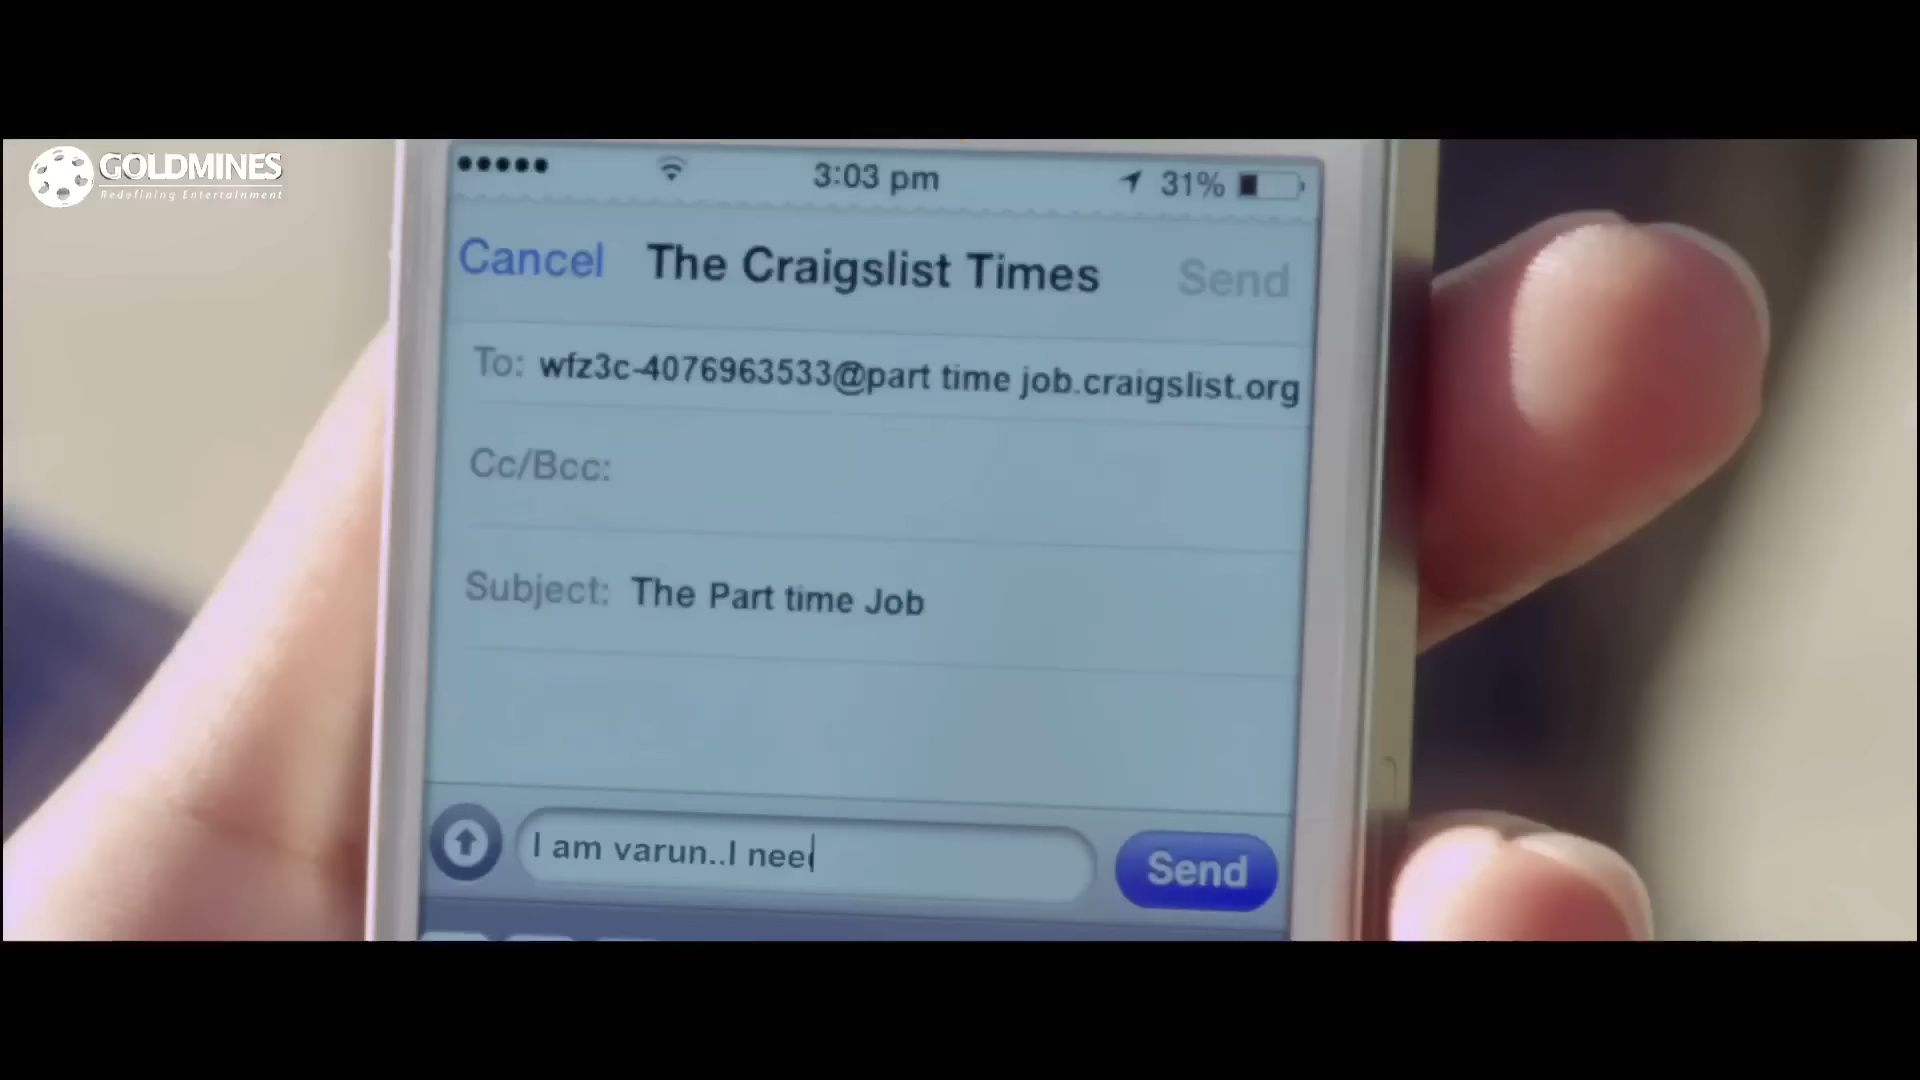 GOLDMINES
Redefining Entertainment
3:03 pm
31%
Cancel
The Craigslist Times
Send
To: wfz3c-4076963533@part time job.craigslist.org
Cc/Bcc:
Subject: The Part time Job
I am varun..I need
Send